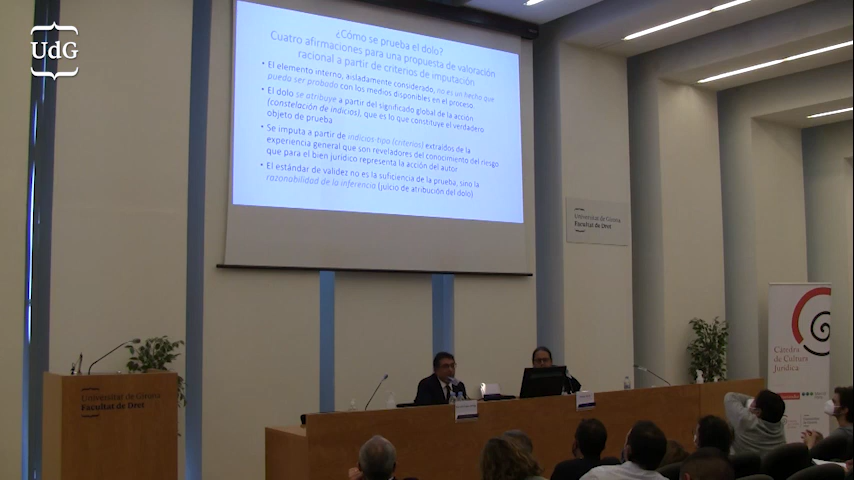 UdG
¿Cómo se prueba el dolo?
Cuatro afirmaciones para una propuesta de valoración
racional a partir de criterios de imputación
• El elemento interno, aisladamente considerado, no es un hecho que
pueda ser probado con los medios disponibles en el proceso
• El dolo se atribuye a partir del significado global de la acción
(constelación de indicios), que es lo que constituye el verdadero
objeto de prueba
• Se imputa a partir de indicios-tipo (criterios) extraídos de la
experiencia general que son reveladores del conocimiento del riesgo
que para el bien jurídico representa la acción del autor
• El estándar de validez no es la suficiencia de la prueba, sino la
razonabilidad de la inferencia (juicio de atribución del dolo)
Universitat de Girona
Facultat de Dret
Universitat de Girona
Facultat de Dret
Càtedra
de Cultura
Jurídica